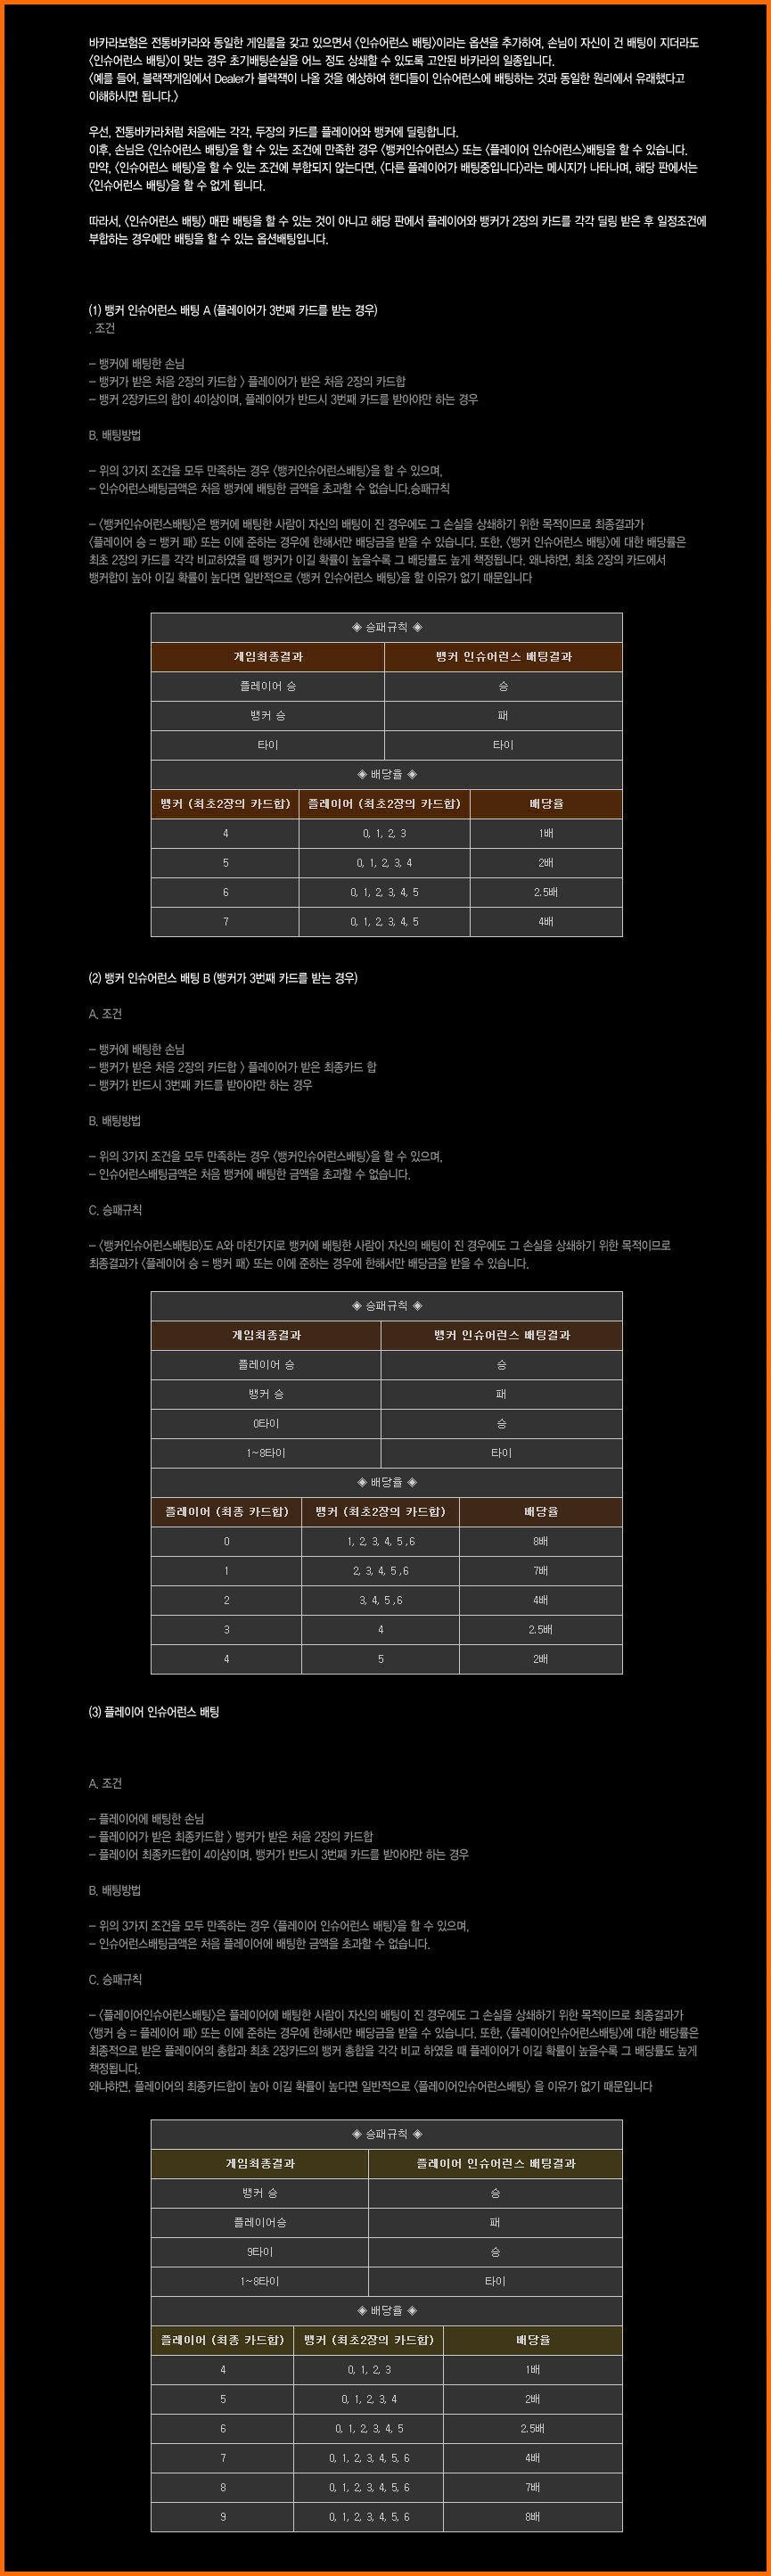 바카라보험은 전통바카라와 동일한 게임룰을 갖고 있으면서 <인슈어런스 배팅>이라는 옵션을 추가하여, 손님이 자신이 건 배팅이 지더라도
<인슈어런스 배팅>이 맞는 경우 초기배팅손실을 어느 정도 상쇄할 수 있도록 고안된 바카라의 일종입니다.
<예를 들어, 블랙잭게임에서 Dealer가 블랙잭이 나올 것을 예상하여 핸디들이 인슈어런스에 배팅하는 것과 동일한 원리에서 유래했다고
이해하시면 됩니다.>
우선, 전통바카라처럼 처음에는 각각, 두장의 카드를 플레이어와 뱅커에 딜링합니다.
이후, 손님은 <인슈어런스 배팅>을 할 수 있는 조건에 만족한 경우 <뱅커인슈어런스> 또는 <플레이어 인슈어런스>배팅을 할 수 있습니다.
만약, <인슈어런스 배팅>을 할 수 있는 조건에 부합되지 않는다면, <다른 플레이어가 배팅중입니다>라는 메시지가 나타나며, 해당 판에서는
<인슈어런스 배팅>을 할 수 없게 됩니다.
따라서, <인슈어런스 배팅> 매판 배팅을 할 수 있는 것이 아니고 해당 판에서 플레이어와 뱅커가 2장의 카드를 각각 딜링 받은 후 일정조건에
부합하는 경우에만 배팅을 할 수 있는 옵션배팅입니다.
(1) 뱅커 인슈어런스 배팅 A (플레이어가 3번째 카드를 받는 경우)
. 조건
- 뱅커에 배팅한 손님
- 뱅커가 받은 처음 2장의 카드합 > 플레이어가 받은 처음 2장의 카드합
- 뱅커 2장카드의 합이 4이상이며, 플레이어가 반드시 3번째 카드를 받아야만 하는 경우
B. 배팅방법
- 위의 3가지 조건을 모두 만족하는 경우 <뱅커인슈어런스배팅>을 할 수 있으며,
- 인슈어런스배팅금액은 처음 뱅커에 배팅한 금액을 초과할 수 없습니다.승패규칙
- <뱅커인슈어런스배팅>은 뱅커에 배팅한 사람이 자신의 배팅이 진 경우에도 그 손실을 상쇄하기 위한 목적이므로 최종결과가
<플레이어 승 = 뱅커 패> 또는 이에 준하는 경우에 한해서만 배당금을 받을 수 있습니다. 또한, <뱅커 인슈어런스 배팅>에 대한 배당률은
최초 2장의 카드를 각각 비교하였을 때 뱅커가 이길 확률이 높을수록 그 배당률도 높게 책정됩니다. 왜냐하면, 최초 2장의 카드에서
뱅커합이 높아 이길 확률이 높다면 일반적으로 <뱅커 인슈어런스 배팅>을 할 이유가 없기 때문입니다
◈ 승패규칙 ◈
게임최종결과 뱅커 인슈어런스 배팅결과
플레이어 승 승
뱅커 승 패
타이 타이
◈ 배당율 ◈
뱅커 (최초2장의 카드합) 플레이어 (최초2장의 카드합) 배당율
4 0, 1, 2, 3 1배
5 0, 1, 2, 3, 4 2배
6 0, 1, 2, 3, 4, 5 2.5배
7 0, 1, 2, 3, 4, 5 4배
(2) 뱅커 인슈어런스 배팅 B (뱅커가 3번째 카드를 받는 경우)
A. 조건
- 뱅커에 배팅한 손님
- 뱅커가 받은 처음 2장의 카드합 > 플레이어가 받은 최종카드 합
- 뱅커가 반드시 3번째 카드를 받아야만 하는 경우
B. 배팅방법
- 위의 3가지 조건을 모두 만족하는 경우 <뱅커인슈어런스배팅>을 할 수 있으며,
- 인슈어런스배팅금액은 처음 뱅커에 배팅한 금액을 초과할 수 없습니다.
C. 승패규칙
- <뱅커인슈어런스배팅B>도 A와 마친가지로 뱅커에 배팅한 사람이 자신의 배팅이 진 경우에도 그 손실을 상쇄하기 위한 목적이므로
최종결과가 <플레이어 승 = 뱅커 패> 또는 이에 준하는 경우에 한해서만 배당금을 받을 수 있습니다.
◈ 승패규칙 ◈
게임최종결과 뱅커 인슈어런스 배팅결과
플레이어 승 승
뱅커 승 패
0타이 승
1~8타이 타이
◈ 배당율 ◈
플레이어 (최종 카드합) 뱅커 (최초2장의 카드합) 배당율
0 1, 2, 3, 4, 5 ,6 8배
1 2, 3, 4, 5 ,6 7배
2 3, 4, 5 ,6 4배
3 4 2.5배
4 5 2배
(3) 플레이어 인슈어런스 배팅
A. 조건
- 플레이어에 배팅한 손님
- 플레이어가 받은 최종카드합 > 뱅커가 받은 처음 2장의 카드합
- 플레이어 최종카드합이 4이상이며, 뱅커가 반드시 3번째 카드를 받아야만 하는 경우
B. 배팅방법
- 위의 3가지 조건을 모두 만족하는 경우 <플레이어 인슈어런스 배팅>을 할 수 있으며,
- 인슈어런스배팅금액은 처음 플레이어에 배팅한 금액을 초과할 수 없습니다.
C. 승패규칙
- <플레이어인슈어런스배팅>은 플레이어에 배팅한 사람이 자신의 배팅이 진 경우에도 그 손실을 상쇄하기 위한 목적이므로 최종결과가
<뱅커 승 = 플레이어 패> 또는 이에 준하는 경우에 한해서만 배당금을 받을 수 있습니다. 또한, <플레이어인슈어런스배팅>에 대한 배당률은
최종적으로 받은 플레이어의 총합과 최초 2장카드의 뱅커 총합을 각각 비교 하였을 때 플레이어가 이길 확률이 높을수록 그 배당률도 높게
책정됩니다.
왜냐하면, 플레이어의 최종카드합이 높아 이길 확률이 높다면 일반적으로 <플레이어인슈어런스배팅> 을 이유가 없기 때문입니다
◈ 승패규칙 ◈
게임최종결과 플레이어 인슈어런스 배팅결과
뱅커 승 승
플레이어승 패
9타이 승
1~8타이 타이
◈ 배당율 ◈
플레이어 (최종 카드합) 뱅커 (최초2장의 카드합) 배당율
4 0, 1, 2, 3 1배
5 0, 1, 2, 3, 4 2배
6 0, 1, 2, 3, 4, 5 2.5배
7 0, 1, 2, 3, 4, 5, 6 4배
8 0, 1, 2, 3, 4, 5, 6 7배
9 0, 1, 2, 3, 4, 5, 6 8배